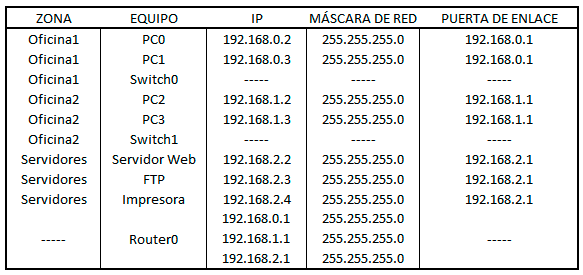 ZONA EQUIPO IP MÁSCARA DE RED PUERTA DE ENLACE
Oficina1 PC0 192.168.0.2 255.255.255.0 192.168.0.1
Oficina1 PC1 192.168.0.3 255.255.255.0 192.168.0.1
Oficina1 Switch0 ----- ----- -----
Oficina2 PC2 192.168.1.2 255.255.255.0 192.168.1.1
Oficina2 PC3 192.168.1.3 255.255.255.0 192.168.1.1
Oficina2 Switch1 ----- ----- -----
Servidores Servidor Web 192.168.2.2 255.255.255.0 192.168.2.1
Servidores FTP 192.168.2.3 255.255.255.0 192.168.2.1
Servidores Impresora 192.168.2.4 255.255.255.0 192.168.2.1
192.168.0.1 255.255.255.0
----- Router0 192.168.1.1 255.255.255.0 -----
192.168.2.1 255.255.255.0